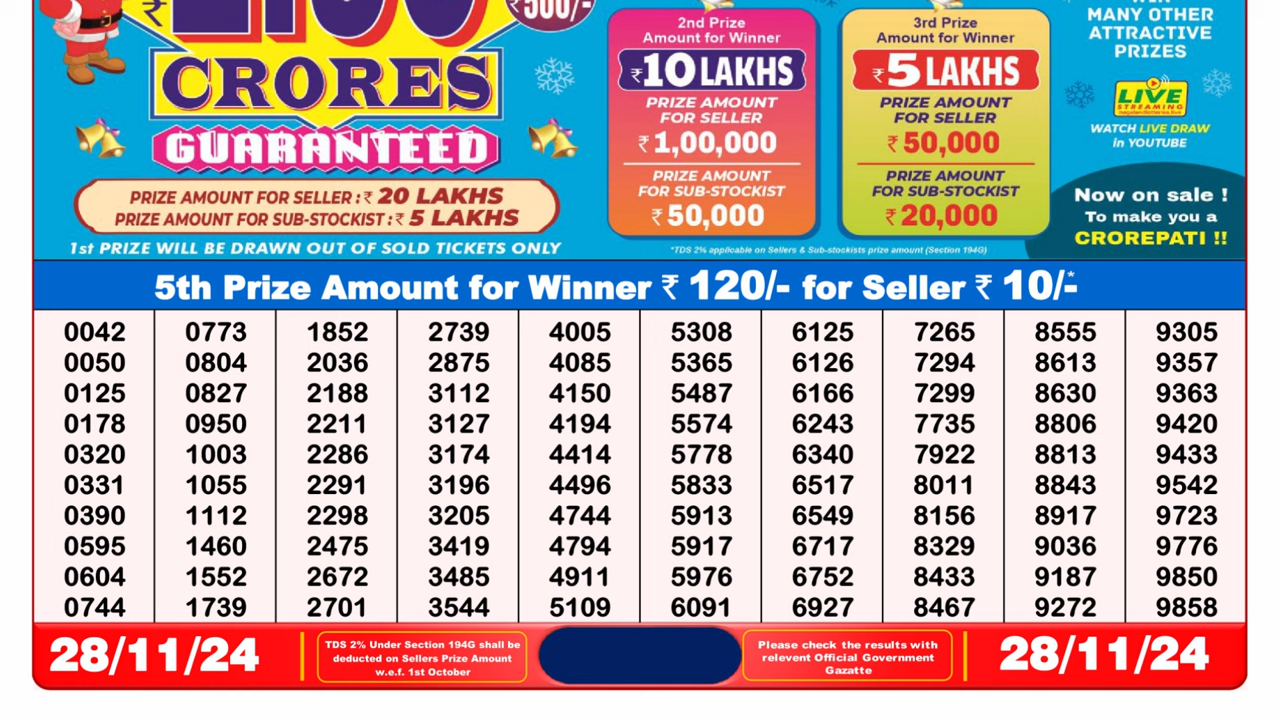 ₹
₹500/-
CRORES
GUARANTEED
PRIZE AMOUNT FOR SELLER :₹ 20 LAKHS
PRIZE AMOUNT FOR SUB-STOCKIST :₹ 5 LAKHS
1st PRIZE WILL BE DRAWN OUT OF SOLD TICKETS ONLY
2nd Prize
Amount for Winner
₹10 LAKHS
PRIZE AMOUNT
FOR SELLER
₹ 1,00,000
PRIZE AMOUNT
FOR SUB-STOCKIST
₹ 50,000
3rd Prize
Amount for Winner
₹5 LAKHS
PRIZE AMOUNT
FOR SELLER
₹ 50,000
PRIZE AMOUNT
FOR SUB-STOCKIST
₹ 20,000
*TDS 2% applicable on Sellers & Sub-stockists prize amount (Section 194G)
MANY OTHER
ATTRACTIVE
PRIZES
LIVE
STREAMING
WATCH LIVE DRAW
in YOUTUBE
Now on sale !
To make you a
CROREPATI !!
5th Prize Amount for Winner ₹ 120/- for Seller ₹ 10/-*
0042 0773 1852 2739 4005 5308 6125 7265 8555 9305
0050 0804 2036 2875 4085 5365 6126 7294 8613 9357
0125 0827 2188 3112 4150 5487 6166 7299 8630 9363
0178 0950 2211 3127 4194 5574 6243 7735 8806 9420
0320 1003 2286 3174 4414 5778 6340 7922 8813 9433
0331 1055 2291 3196 4496 5833 6517 8011 8843 9542
0390 1112 2298 3205 4744 5913 6549 8156 8917 9723
0595 1460 2475 3419 4794 5917 6717 8329 9036 9776
0604 1552 2672 3485 4911 5976 6752 8433 9187 9850
0744 1739 2701 3544 5109 6091 6927 8467 9272 9858
28/11/24
TDS 2% Under Section 194G shall be
deducted on Sellers Prize Amount
w.e.f. 1st October
Please check the results with
relevent Official Government
Gazatte
28/11/24